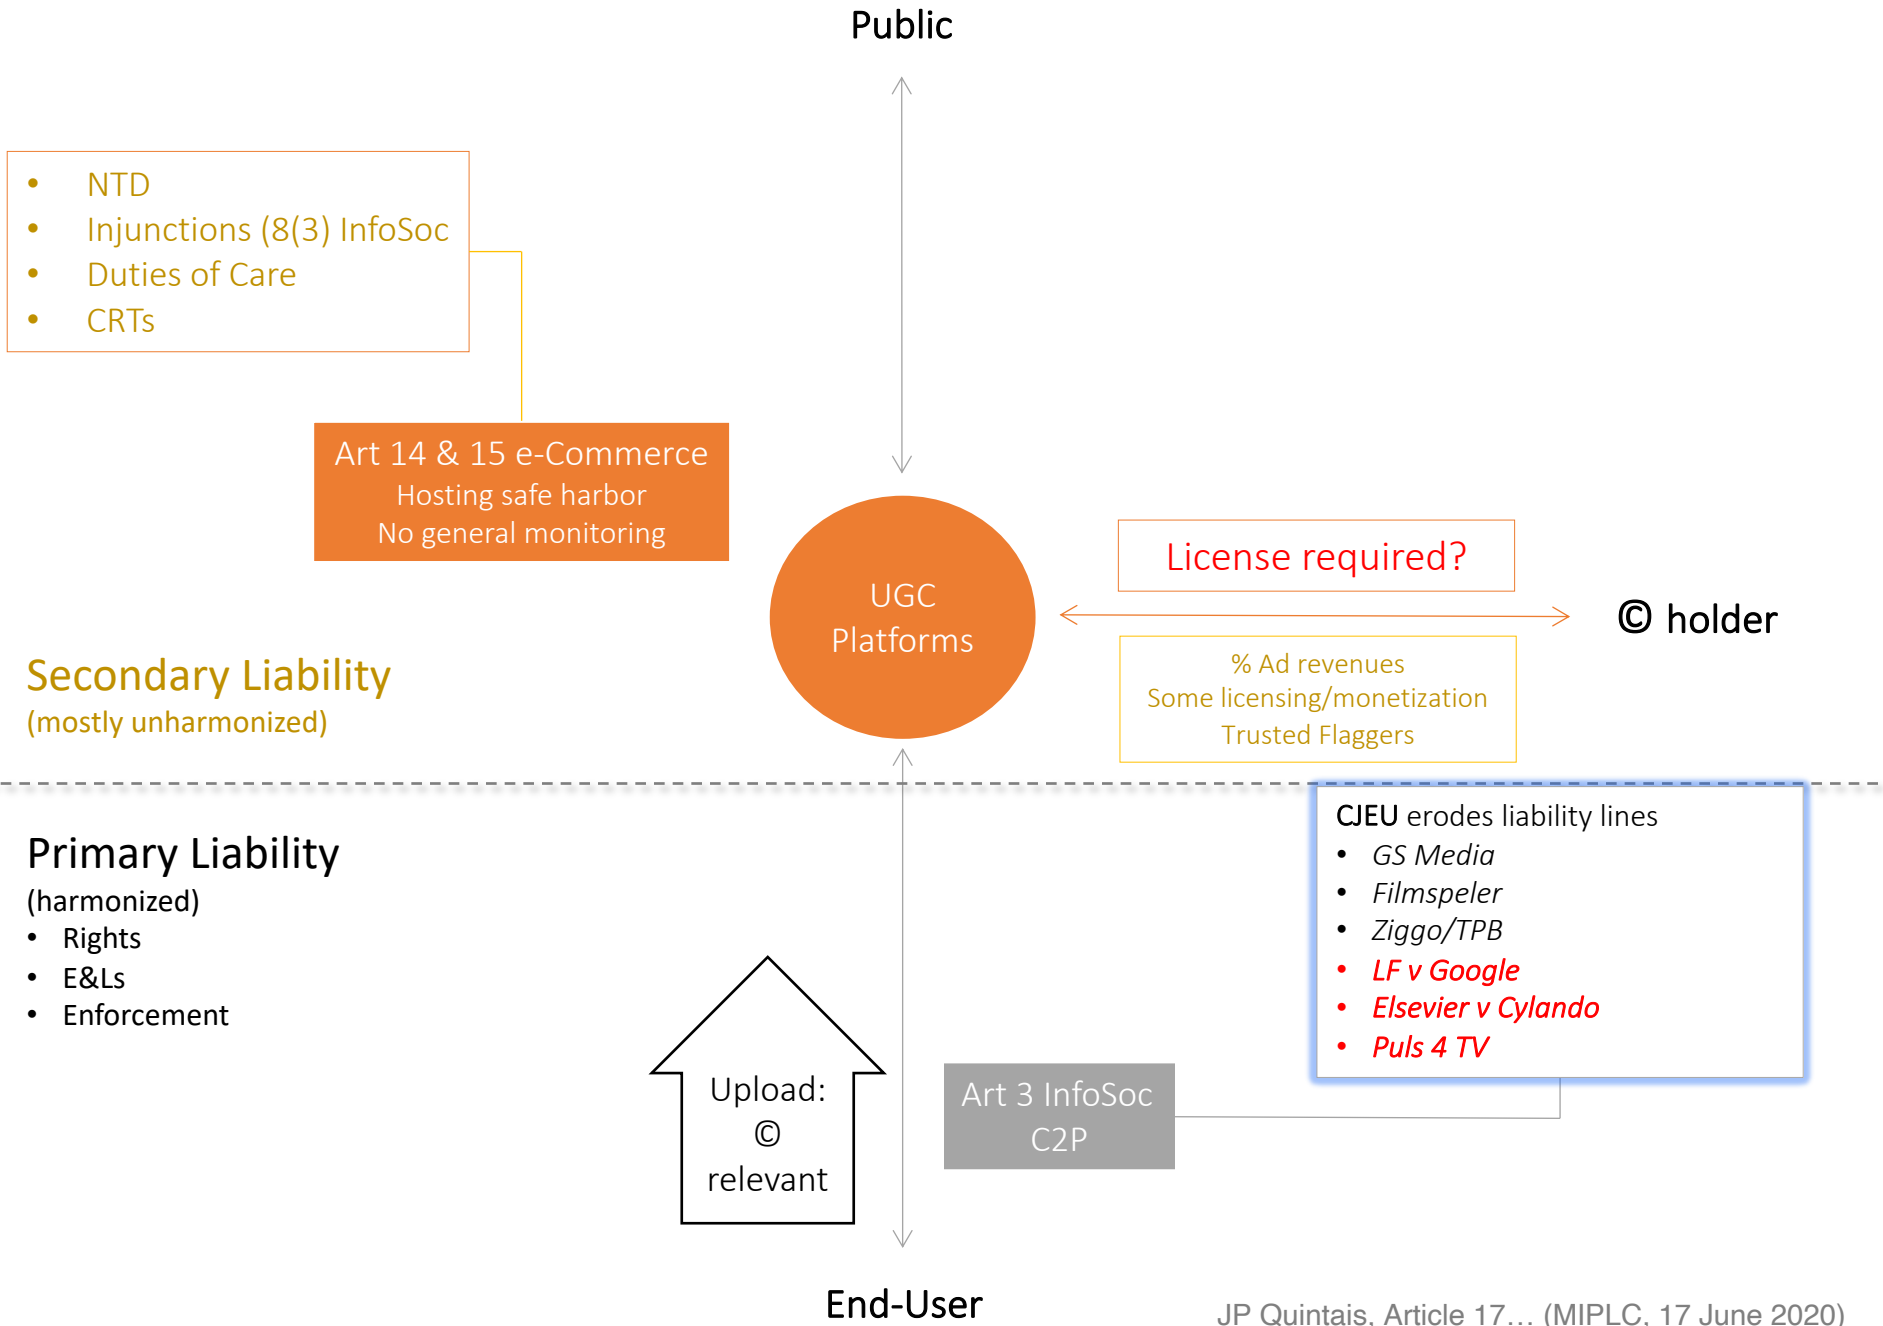 Public
• NTD
• Injunctions (8(3) InfoSoc
• Duties of Care
• CRTs
Art 14 & 15 e-Commerce
Hosting safe harbor
No general monitoring
UGC
Platforms
License required?
© holder
% Ad revenues
Some licensing/monetization
Trusted Flaggers
Secondary Liability
(mostly unharmonized)
Primary Liability
(harmonized)
• Rights
• E&Ls
• Enforcement
CJEU erodes liability lines
• GS Media
• Filmspeler
• Ziggo/TPB
• LF v Google
• Elsevier v Cylando
• Puls 4 TV
Upload:
©
relevant
Art 3 InfoSoc
C2P
End-User
JP Quintais, Article 17… (MIPLC, 17 June 2020)